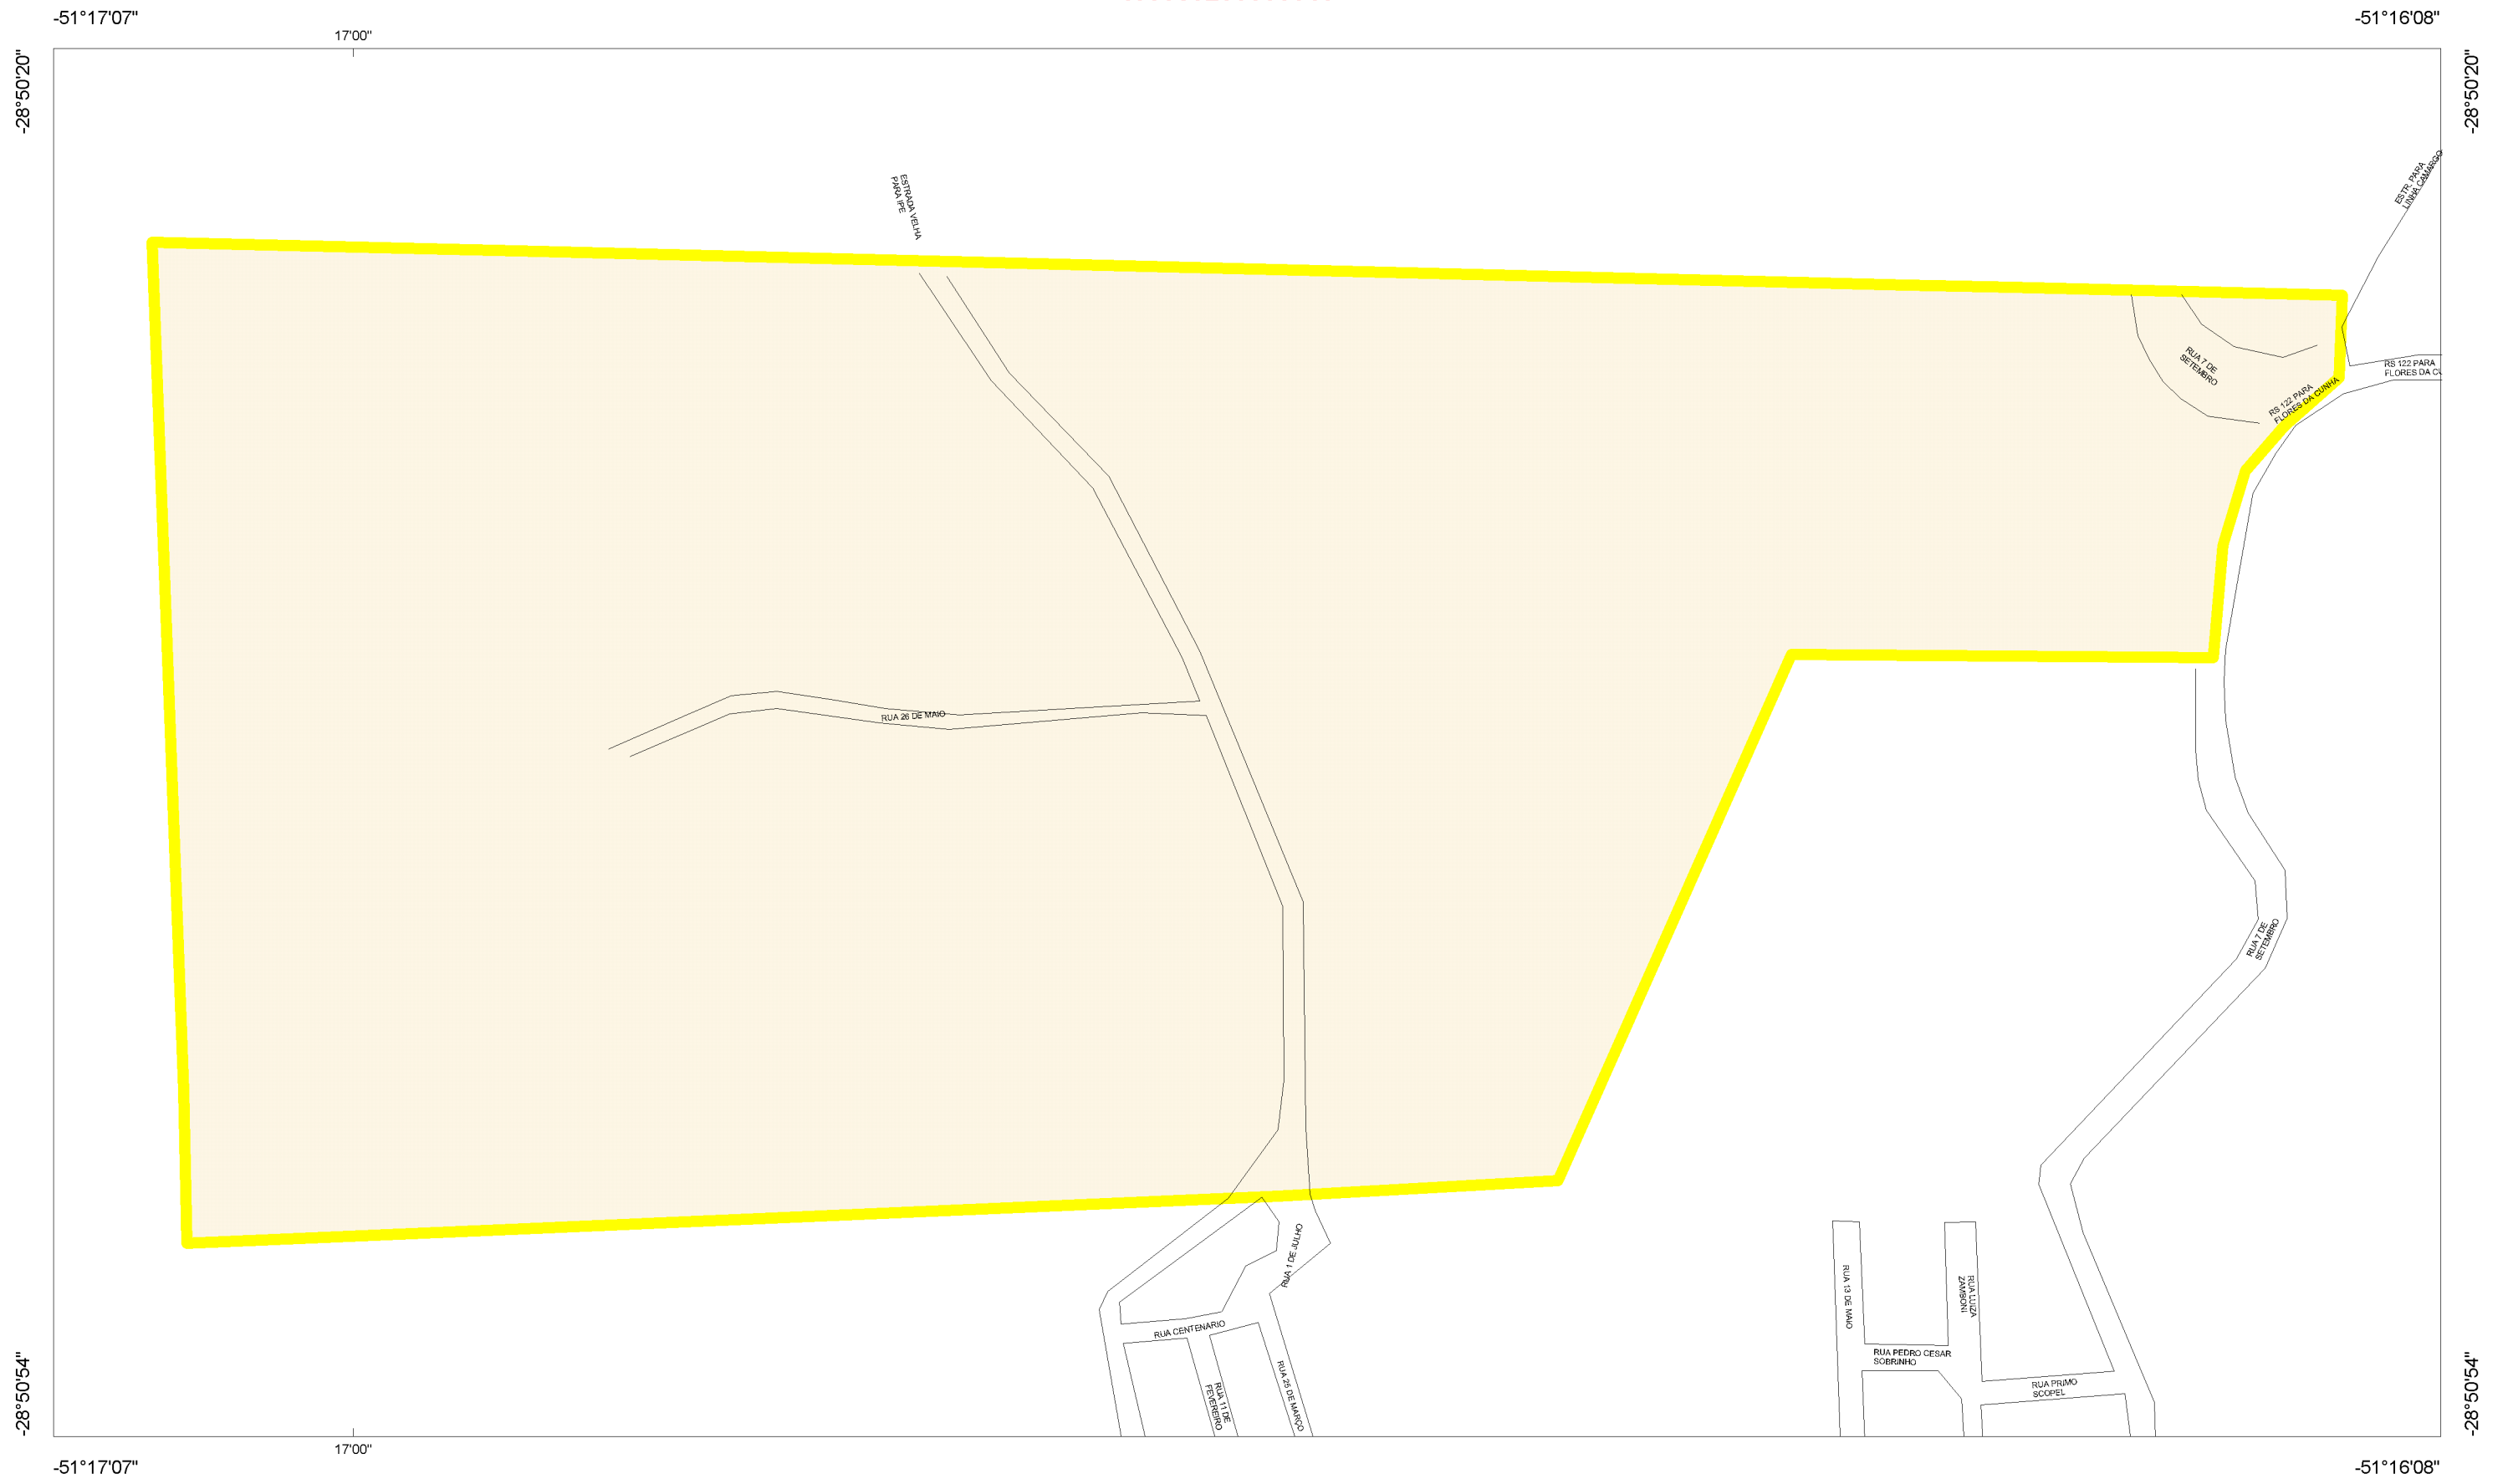 -51°17'07"
-51°16'08"
17'00"
-28°50'20"
-28°50'20"
ESTR. PARA
LINHA CAMARGO
ESTRADA VELHA
PARA IPE
RUA 7 DE
SETEMBRO
RS 122 PARA
FLORES DA
RS 122 PARA
FLORES DA CUNHA
RUA 26 DE MAIO
RUA 7 DE
SETEMBRO
RUA 1 DE JULHO
RUA 13 DE MAIO
RUA LUIZA
ZAMBONI
RUA CENTENARIO
RUA PEDRO CESAR
SOBRINHO
RUA 25 DE MARÇO
RUA 11 DE
FEVEREIRO
RUA PRIMO
SCOPEL
-28°50'54"
-28°50'54"
17'00"
-51°17'07"
-51°16'08"